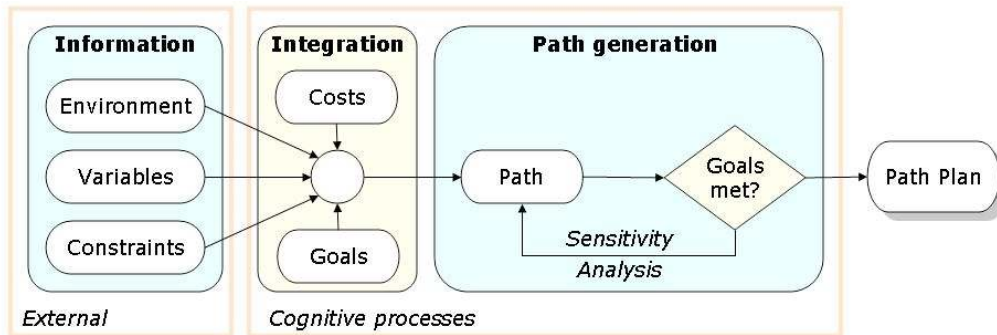 Information
Environment
Variables
Constraints
External
Integration
Costs
Goals
Cognitive processes
Path generation
Path
Goals
met?
Sensitivity
Analysis
Path Plan